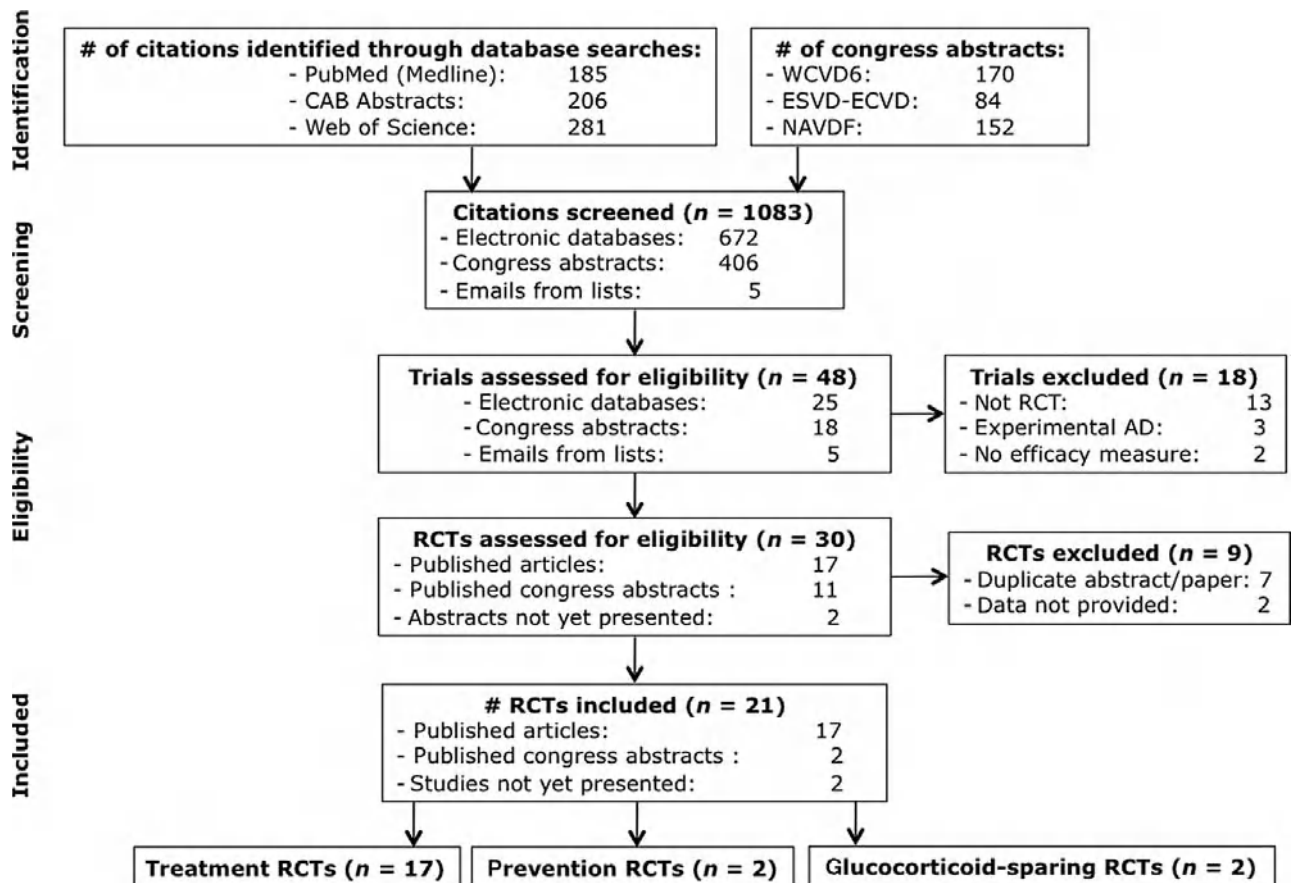 Identification
# of citations identified through database searches:
- PubMed (Medline): 185
- CAB Abstracts: 206
- Web of Science: 281
# of congress abstracts:
- WCVD6: 170
- ESVD-ECVD: 84
- NAVDF: 152
Screening
Citations screened (n = 1083)
- Electronic databases: 672
- Congress abstracts: 406
- Emails from lists: 5
Eligibility
Trials assessed for eligibility (n = 48)
- Electronic databases: 25
- Congress abstracts: 18
- Emails from lists: 5
Trials excluded (n = 18)
- Not RCT: 13
- Experimental AD: 3
- No efficacy measure: 2
RCTs assessed for eligibility (n = 30)
- Published articles: 17
- Published congress abstracts : 11
- Abstracts not yet presented: 2
RCTs excluded (n = 9)
- Duplicate abstract/paper: 7
- Data not provided: 2
Included
# RCTs included (n = 21)
- Published articles: 17
- Published congress abstracts : 2
- Studies not yet presented: 2
Treatment RCTs (n = 17)
Prevention RCTs (n = 2)
Glucocorticoid-sparing RCTs (n = 2)